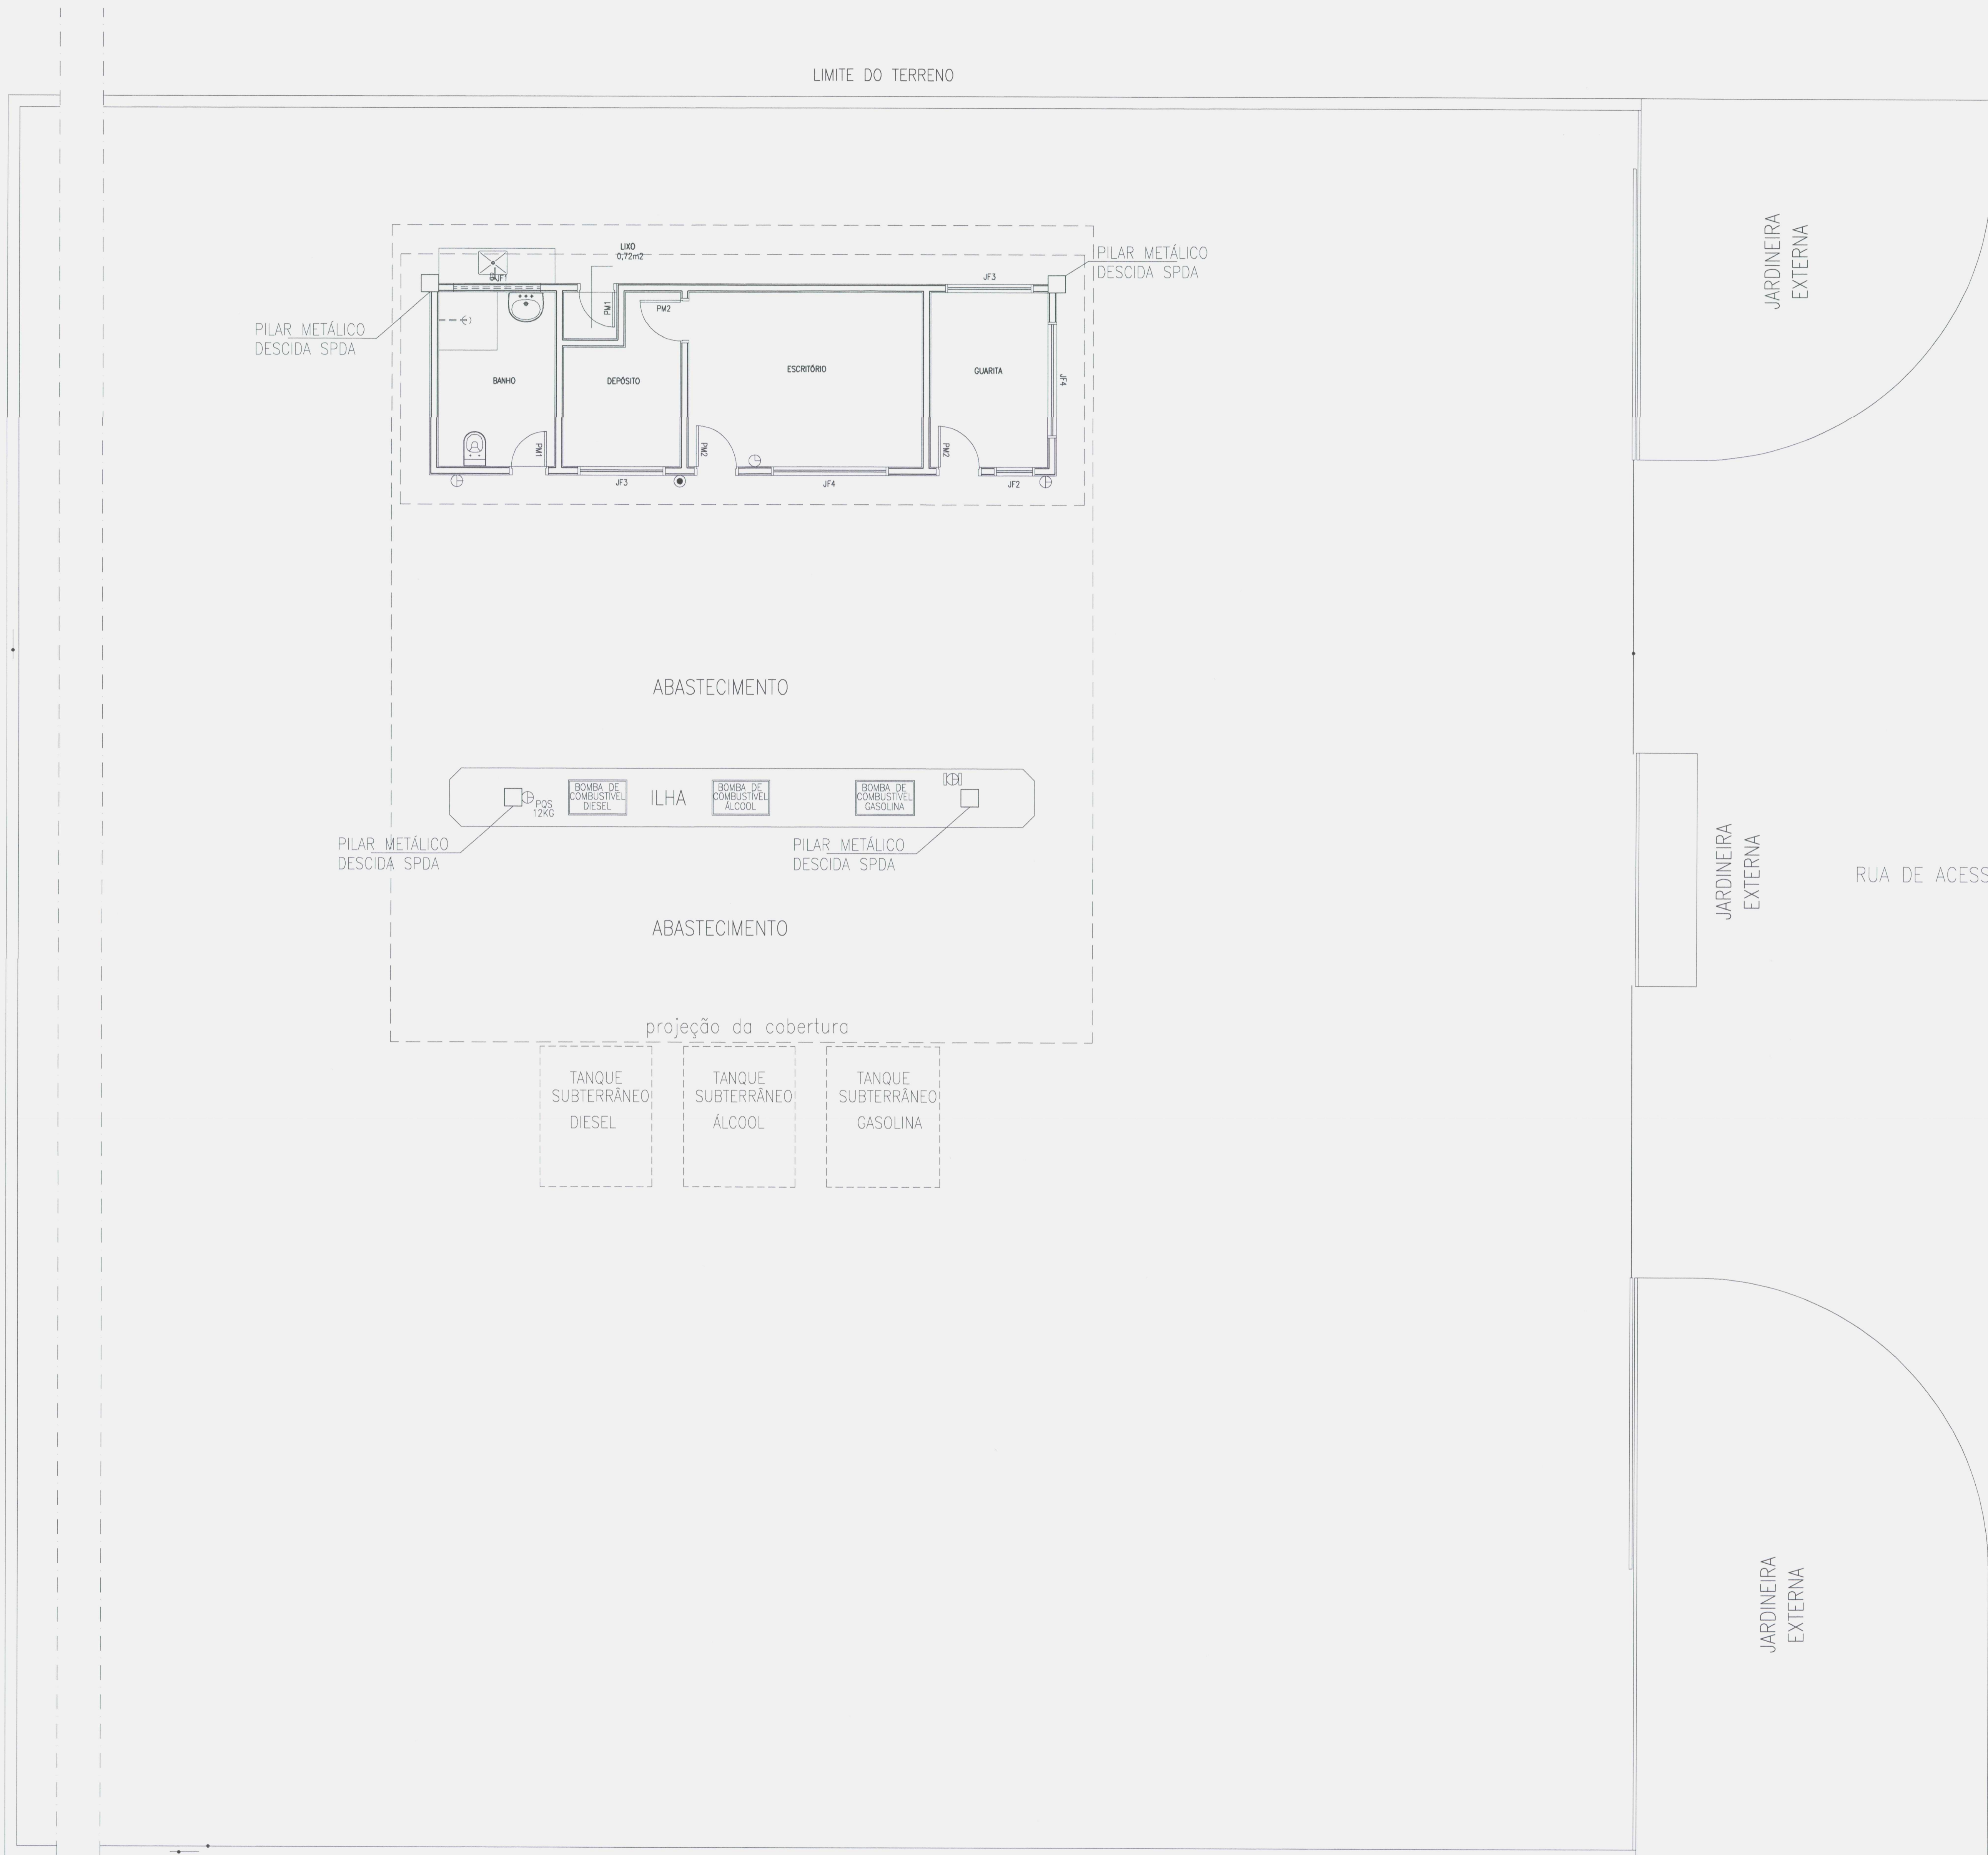 LIMITE DO TERRENO
JARDINEIRA
EXTERNA
LIXO
0,72m2
PILAR METÁLICO
DESCIDA SPDA
JF1
JF3
PILAR METÁLICO
DESCIDA SPDA
PM1
PM2
BANHO
DEPÓSITO
ESCRITÓRIO
GUARITA
JF4
PM1
PM2
PM2
JF3
JF4
JF2
ABASTECIMENTO
PQS
12KG
BOMBA DE
COMBUSTÍVEL
DIESEL
ILHA
BOMBA DE
COMBUSTÍVEL
ÁLCOOL
BOMBA DE
COMBUSTÍVEL
GASOLINA
PILAR METÁLICO
DESCIDA SPDA
PILAR METÁLICO
DESCIDA SPDA
JARDINEIRA
EXTERNA
RUA DE ACESS
ABASTECIMENTO
projeção da cobertura
TANQUE
SUBTERRÂNEO
DIESEL
TANQUE
SUBTERRÂNEO
ÁLCOOL
TANQUE
SUBTERRÂNEO
GASOLINA
JARDINEIRA
EXTERNA